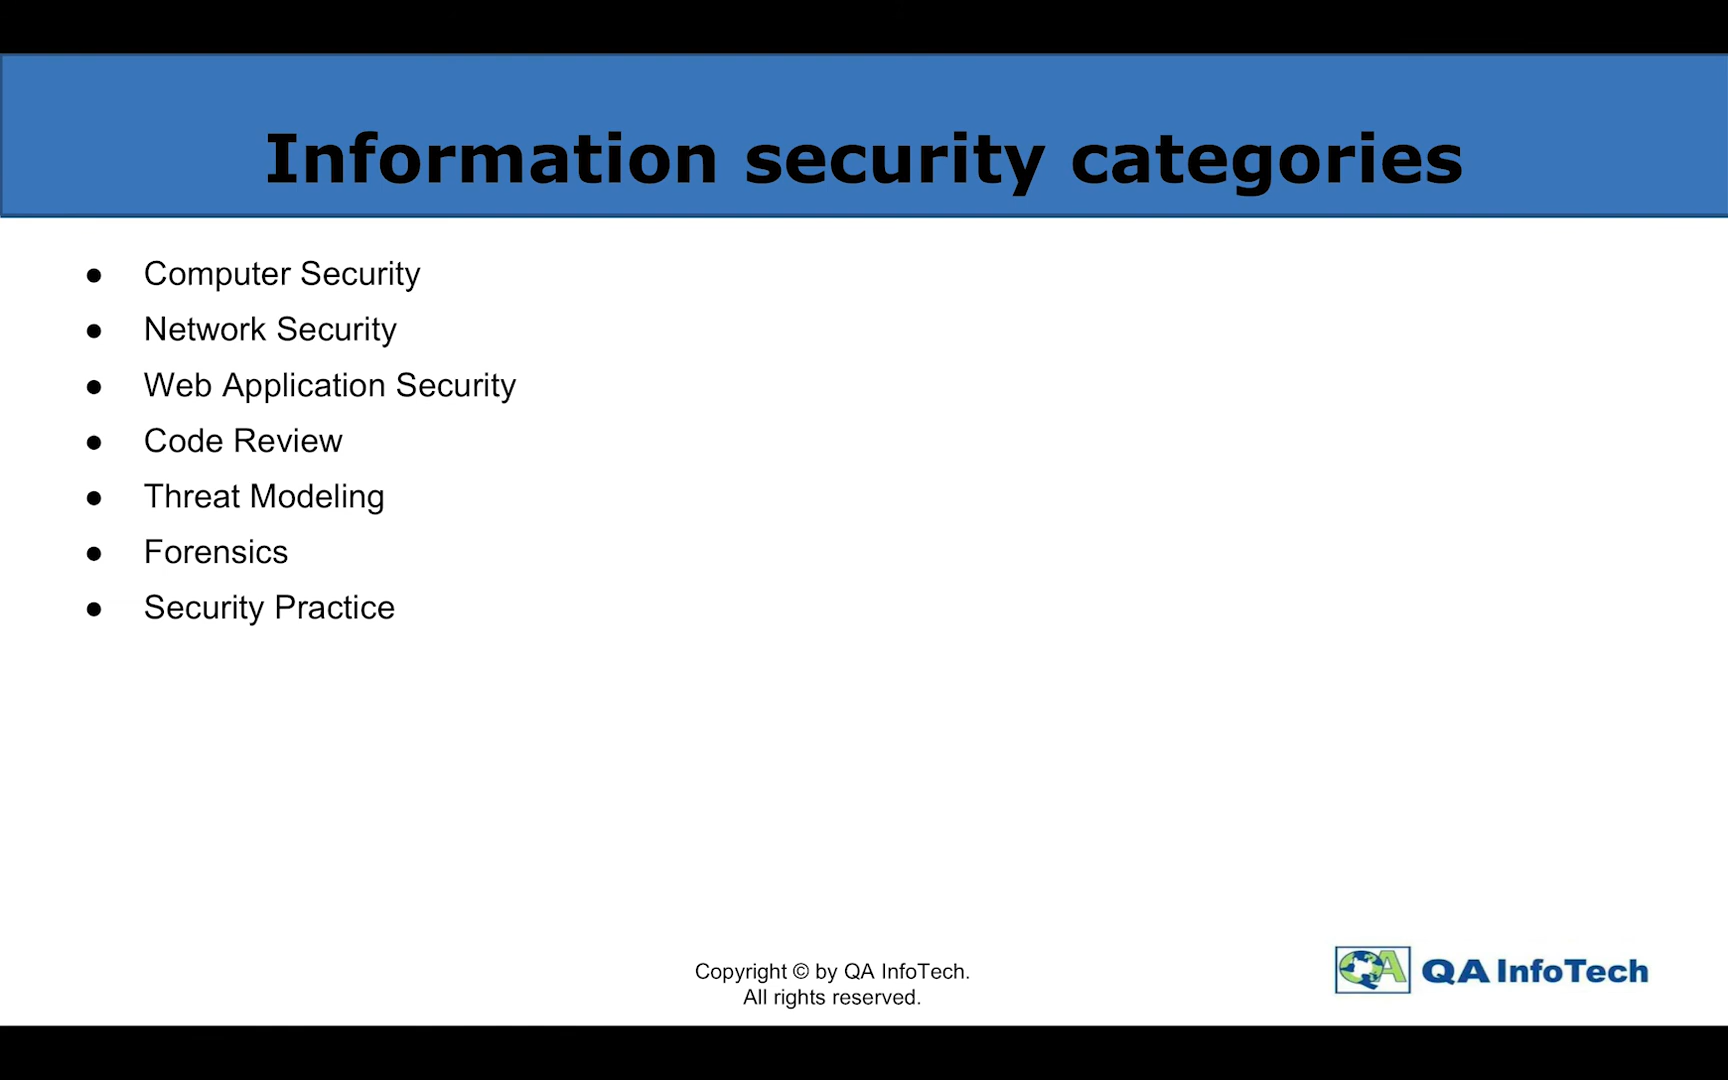 Information security categories
● Computer Security
● Network Security
● Web Application Security
● Code Review
● Threat Modeling
● Forensics
● Security Practice
Copyright © by QA InfoTech.
All rights reserved.
QA QA InfoTech